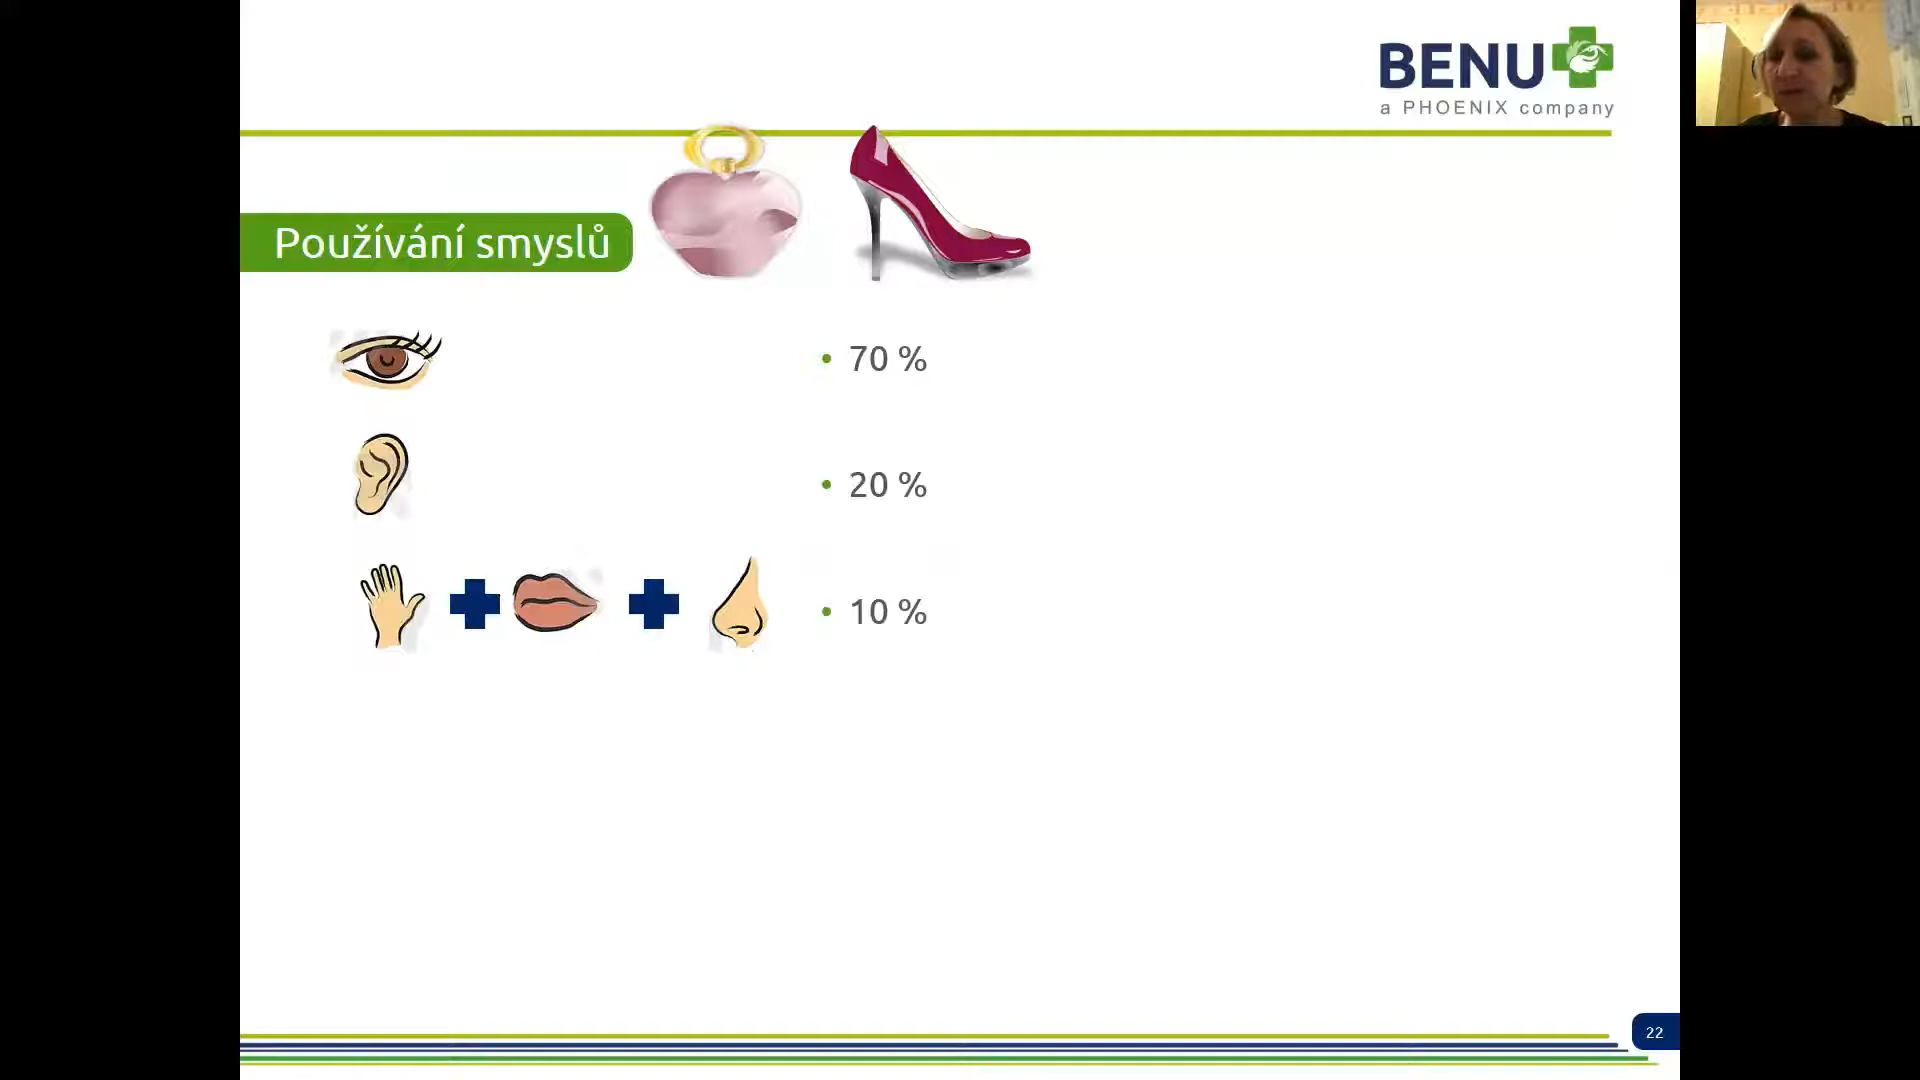 BENU
a PHOENIX company
Používání smyslů
• 70 %
• 20 %
• 10 %
22